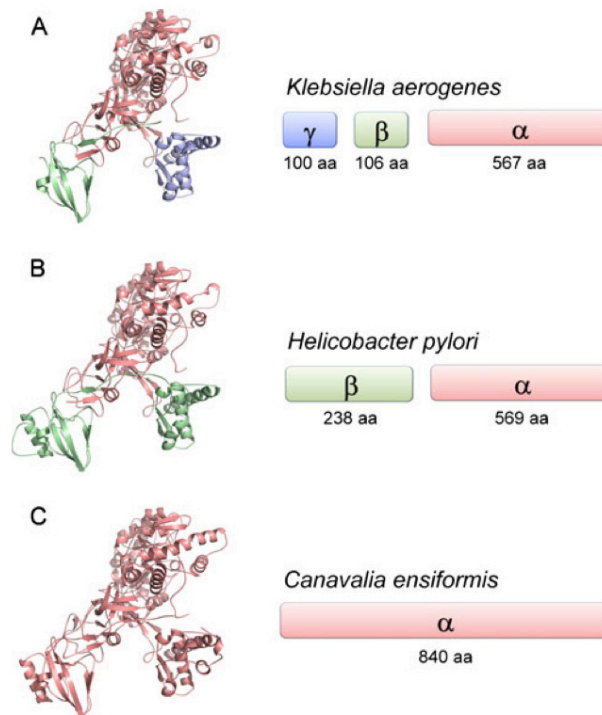 A
Klebsiella aerogenes
γ β α
100 aa 106 aa 567 aa
B
Helicobacter pylori
β α
238 aa 569 aa
C
Canavalia ensiformis
α
840 aa